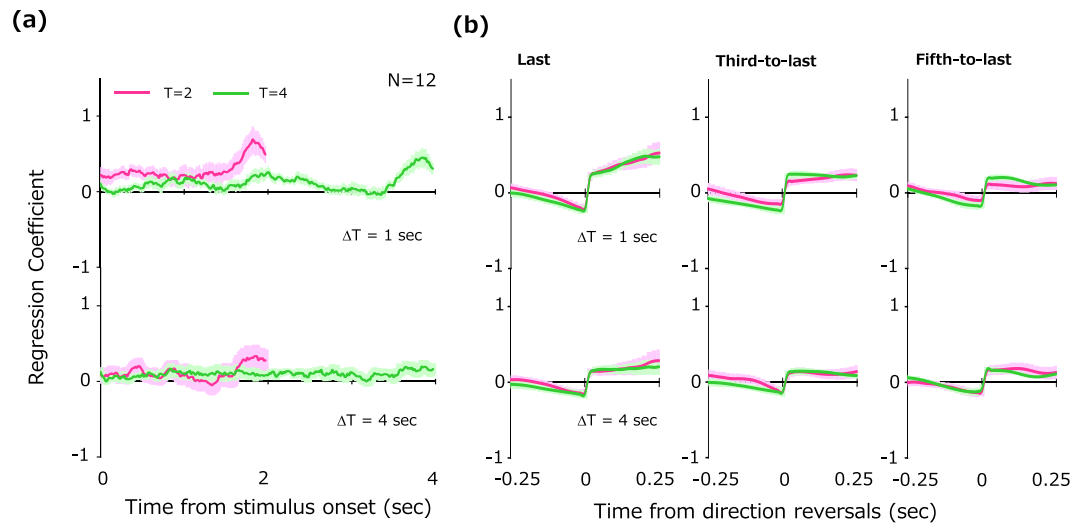 (a)
(b)
Last
Third-to-last
Fifth-to-last
N=12
T=2
T=4
1
0
-1
1
0
-1
ΔT = 1 sec
ΔT = 4 sec
0
2
4
Regression Coefficient
Time from stimulus onset (sec)
1
0
-1
1
0
-1
ΔT = 1 sec
ΔT = 4 sec
-0.25
0
0.25
1
0
-1
1
0
-1
-0.25
0
0.25
1
0
-1
1
0
-1
-0.25
0
0.25
Time from direction reversals (sec)